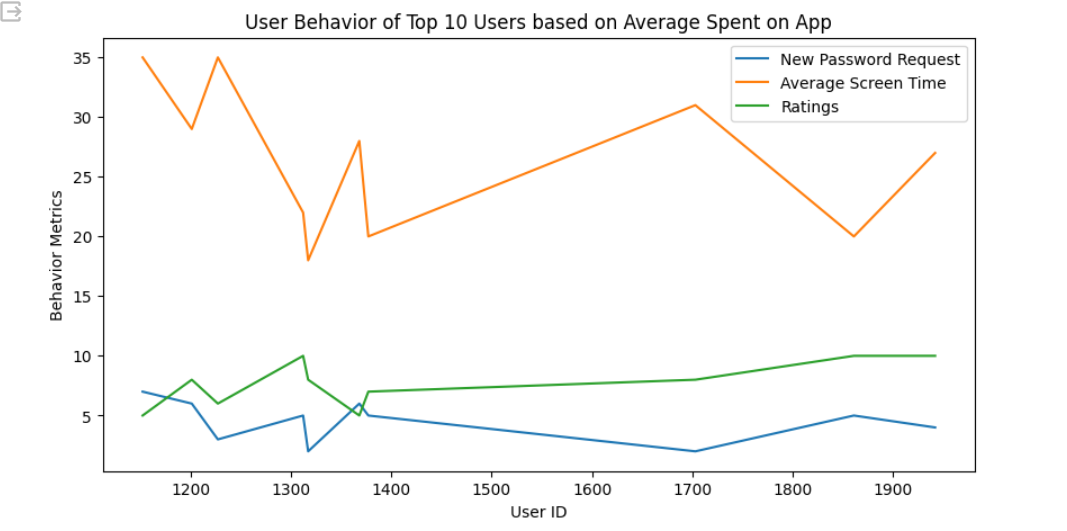 User Behavior of Top 10 Users based on Average Spent on App
New Password Request
Average Screen Time
Ratings
Behavior Metrics
35
30
25
20
15
10
5
1200 1300 1400 1500 1600 1700 1800 1900
User ID